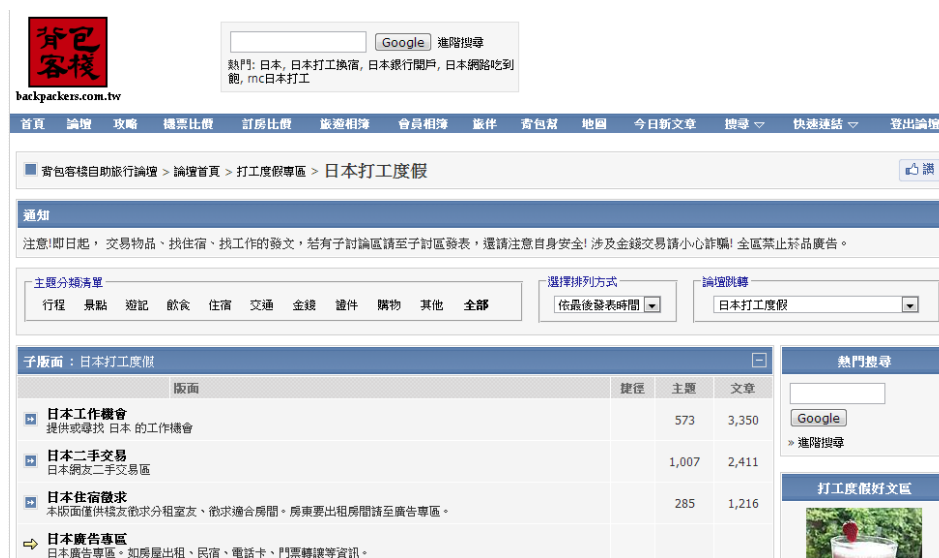 背包
客棧
backpackers.com.tw
Google 進階搜尋
熱門: 日本, 日本打工換宿, 日本銀行開戶, 日本網路吃到
飽, mc日本打工
首頁 論壇 攻略 機票比價 訂房比價 旅遊相簿 會員相簿 旅伴 背包幫 地圖 今日新文章 搜尋 快速連結 登出論壇
背包客棧自助旅行論壇 > 論壇首頁 > 打工度假專區 > 日本打工度假
讚
通知
注意!即日起， 交易物品、找住宿、找工作的發文，若有子討論區請至子討區發表，還請注意自身安全! 涉及金錢交易請小心詐騙! 全區禁止菸品廣告。
主題分類清單 選擇排列方式 論壇跳轉
行程 景點 遊記 飲食 住宿 交通 金錢 證件 購物 其他 全部 依最後發表時間 日本打工度假
子版面 : 日本打工度假
熱門搜尋
版面 捷徑 主題 文章
日本工作機會
提供或尋找 日本 的工作機會
573 3,350
Google
» 進階搜尋
日本二手交易
日本網友二手交易區
1,007 2,411
打工度假好文區
日本住宿徵求
本版面僅供棧友徵求分租室友、徵求適合房間。房東要出租房間請至廣告專區。
285 1,216
日本廣告專區
日本廣告專區。如房屋出租、民宿、電話卡、門票轉讓等資訊。